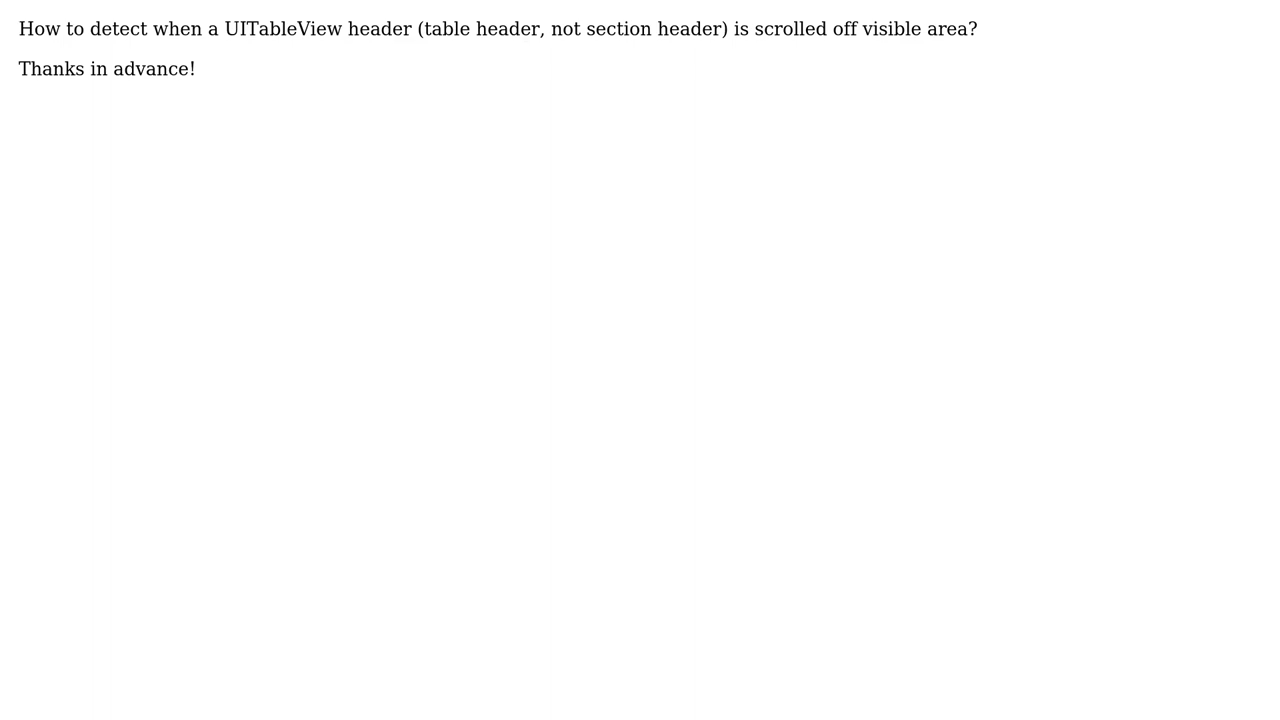 How to detect when a UITableView header (table header, not section header) is scrolled off visible area?
Thanks in advance!